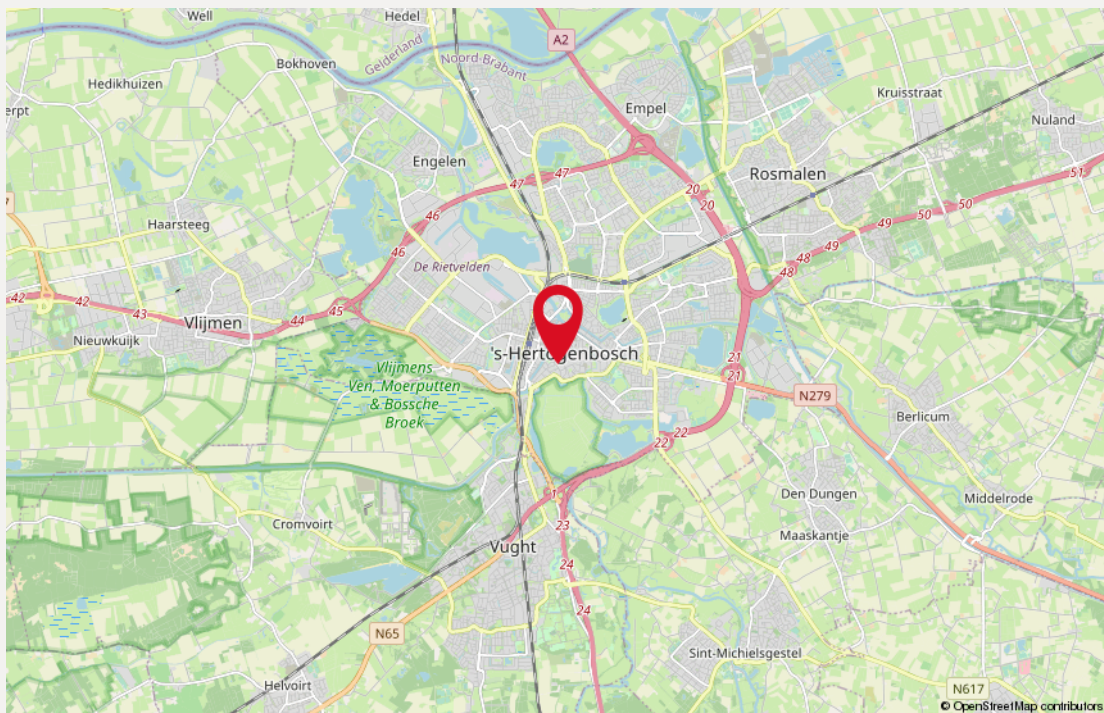 Well
Hedel
A2
Gelderland
Noord-Brabant
Bokhoven
Hedikhuizen
Empel
Kruisstraat
erpt
Nuland
Engelen
47
47
20
20
Rosmalen
51
46
50
50
49
49
Haarsteeg
7
46
48
48
De Rietvelden
42
42
43
45
44
Vlijmen
Nieuwkuijk
's-Hertogenbosch
21
21
Vlijmens
Ven, Moerputten
& Bossche
Broek
N279
Berlicum
22
22
1
Den Dungen
Middelrode
Cromvoirt
23
Maaskantje
Vught
24
24
N65
Sint-Michielsgestel
Helvoirt
N617
© OpenStreetMap contributors